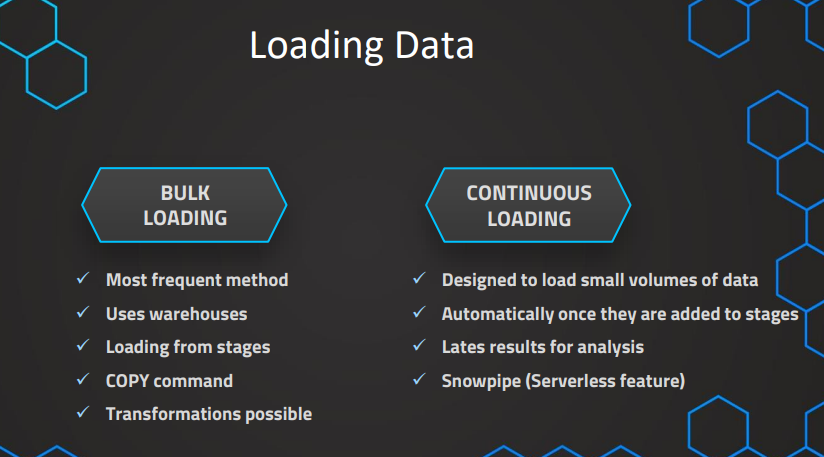 Loading Data
BULK
LOADING
Most frequent method
Uses warehouses
Loading from stages
COPY command
Transformations possible
CONTINUOUS
LOADING
Designed to load small volumes of data
Automatically once they are added to stages
Lates results for analysis
Snowpipe (Serverless feature)